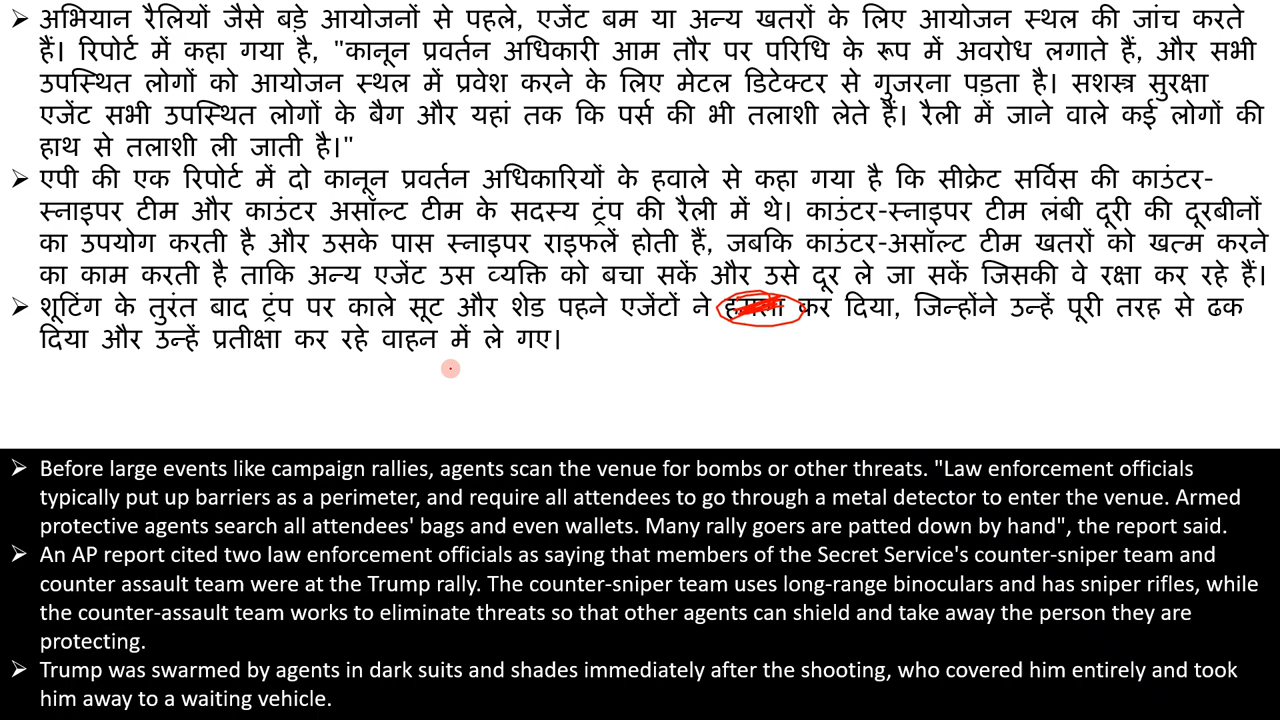 ➢ अभियान रैलियों जैसे बड़े आयोजनों से पहले, एजेंट बम या अन्य खतरों के लिए आयोजन स्थल की जांच करते
हैं। रिपोर्ट में कहा गया है, "कानून प्रवर्तन अधिकारी आम तौर पर परिधि के रूप में अवरोध लगाते हैं, और सभी
उपस्थित लोगों को आयोजन स्थल में प्रवेश करने के लिए मेटल डिटेक्टर से गुजरना पड़ता है। सशस्त्र सुरक्षा
एजेंट सभी उपस्थित लोगों के बैग और यहां तक कि पर्स की भी तलाशी लेते हैं। रैली में जाने वाले कई लोगों की
हाथ से तलाशी ली जाती है।"
➢ एपी की एक रिपोर्ट में दो कानून प्रवर्तन अधिकारियों के हवाले से कहा गया है कि सीक्रेट सर्विस की काउंटर-
स्नाइपर टीम और काउंटर असॉल्ट टीम के सदस्य ट्रंप की रैली में थे। काउंटर-स्नाइपर टीम लंबी दूरी की दूरबीनों
का उपयोग करती है और उसके पास स्नाइपर राइफलें होती हैं, जबकि काउंटर-असॉल्ट टीम खतरों को खत्म करने
का काम करती है ताकि अन्य एजेंट उस व्यक्ति को बचा सकें और उसे दूर ले जा सकें जिसकी वे रक्षा कर रहे हैं।
➢ शूटिंग के तुरंत बाद ट्रंप पर काले सूट और शेड पहने एजेंटों ने हमला कर दिया, जिन्होंने उन्हें पूरी तरह से ढक
दिया और उन्हें प्रतीक्षा कर रहे वाहन में ले गए।
➢ Before large events like campaign rallies, agents scan the venue for bombs or other threats. "Law enforcement officials
typically put up barriers as a perimeter, and require all attendees to go through a metal detector to enter the venue. Armed
protective agents search all attendees' bags and even wallets. Many rally goers are patted down by hand", the report said.
➢ An AP report cited two law enforcement officials as saying that members of the Secret Service's counter-sniper team and
counter assault team were at the Trump rally. The counter-sniper team uses long-range binoculars and has sniper rifles, while
the counter-assault team works to eliminate threats so that other agents can shield and take away the person they are
protecting.
➢ Trump was swarmed by agents in dark suits and shades immediately after the shooting, who covered him entirely and took
him away to a waiting vehicle.